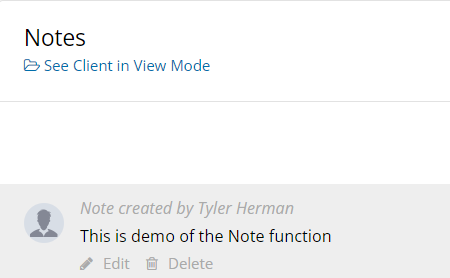 Notes
See Client in View Mode
Note created by Tyler Herman
This is demo of the Note function
Edit Delete